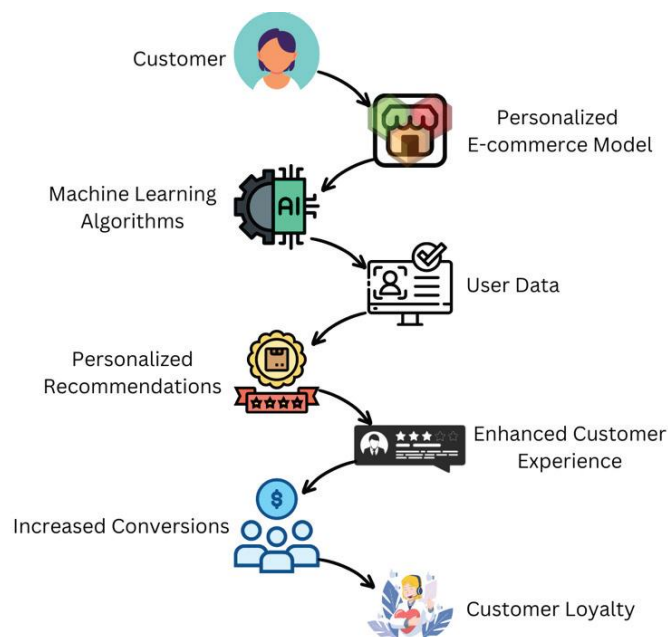 Customer
Personalized
E-commerce Model
Machine Learning
Algorithms
AI
User Data
Personalized
Recommendations
Enhanced Customer
Experience
$
Increased Conversions
Customer Loyalty